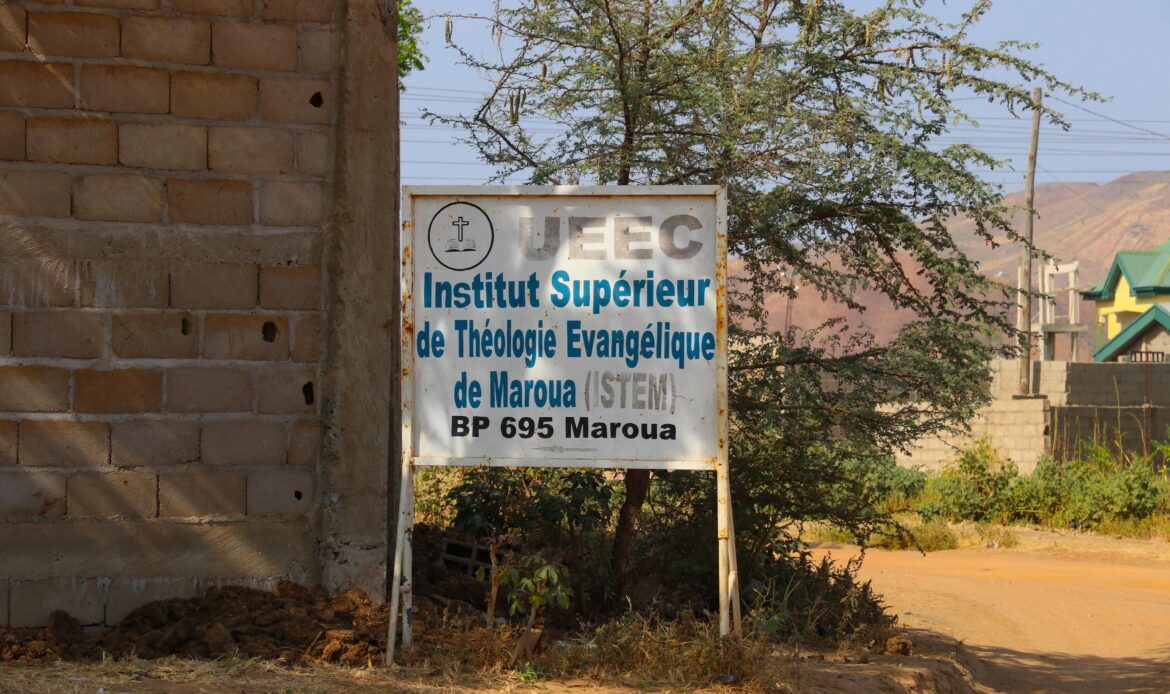 UEEC
Institut Supérieur
de Théologie Evangélique
de Maroua (ISTEM)
BP 695 Maroua